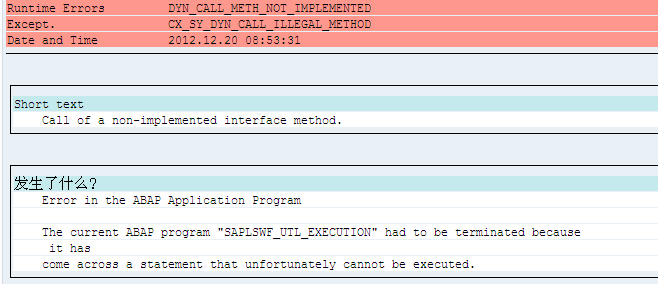 Runtime Errors DYN_CALL_METH_NOT_IMPLEMENTED
Except. CX_SY_DYN_CALL_ILLEGAL_METHOD
Date and Time 2012.12.20 08:53:31
Short text
Call of a non-implemented interface method.
发生了什么?
Error in the ABAP Application Program
The current ABAP program "SAPLSWF_UTL_EXECUTION" had to be terminated because
it has
come across a statement that unfortunately cannot be executed.